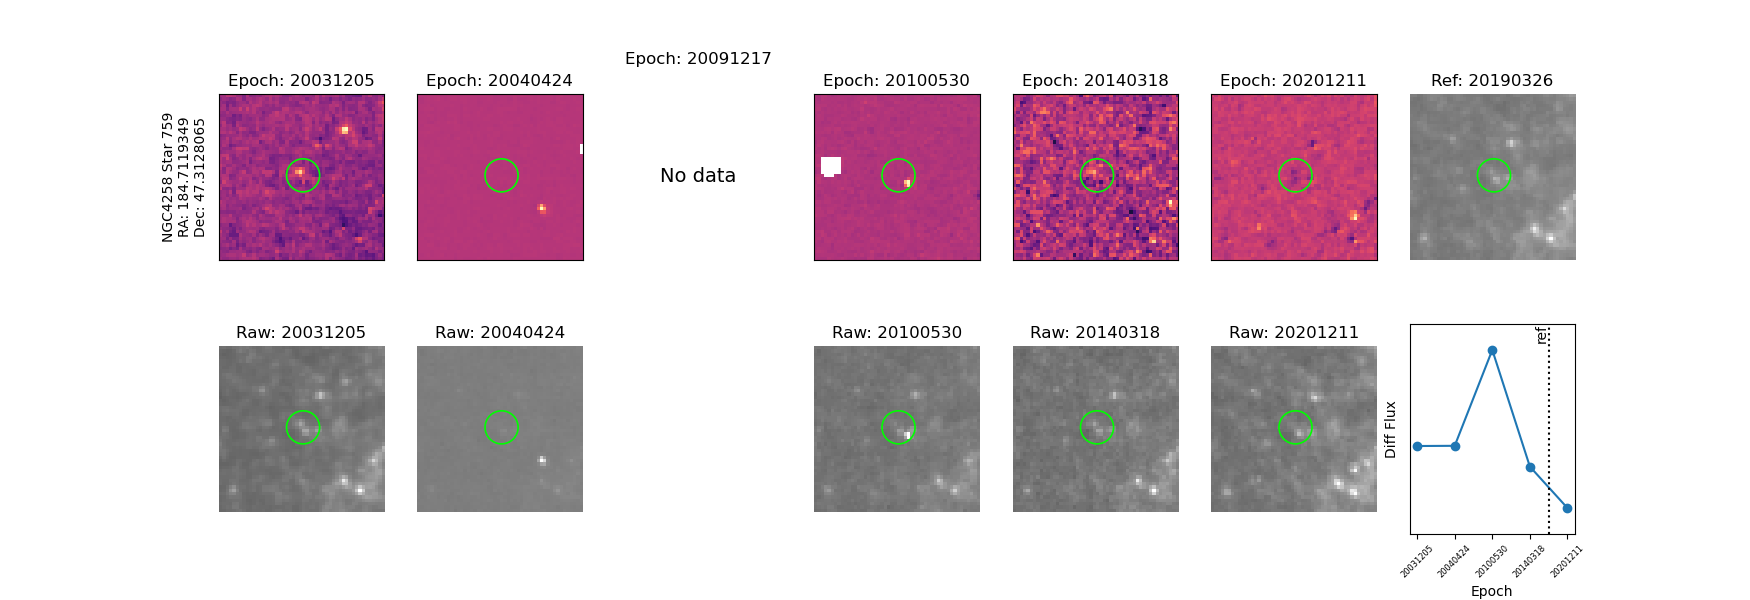 Epoch: 20091217
Epoch: 20031205
Epoch: 20040424
Epoch: 20100530
Epoch: 20140318
Epoch: 20201211
Ref: 20190326
NGC4258 Star 759
RA: 184.7119349
Dec: 47.31128065
No data
Raw: 20031205
Raw: 20040424
Raw: 20100530
Raw: 20140318
Raw: 20201211
ref
Diff Flux
20031205
20040424
20100530
20140318
20201211
Epoch